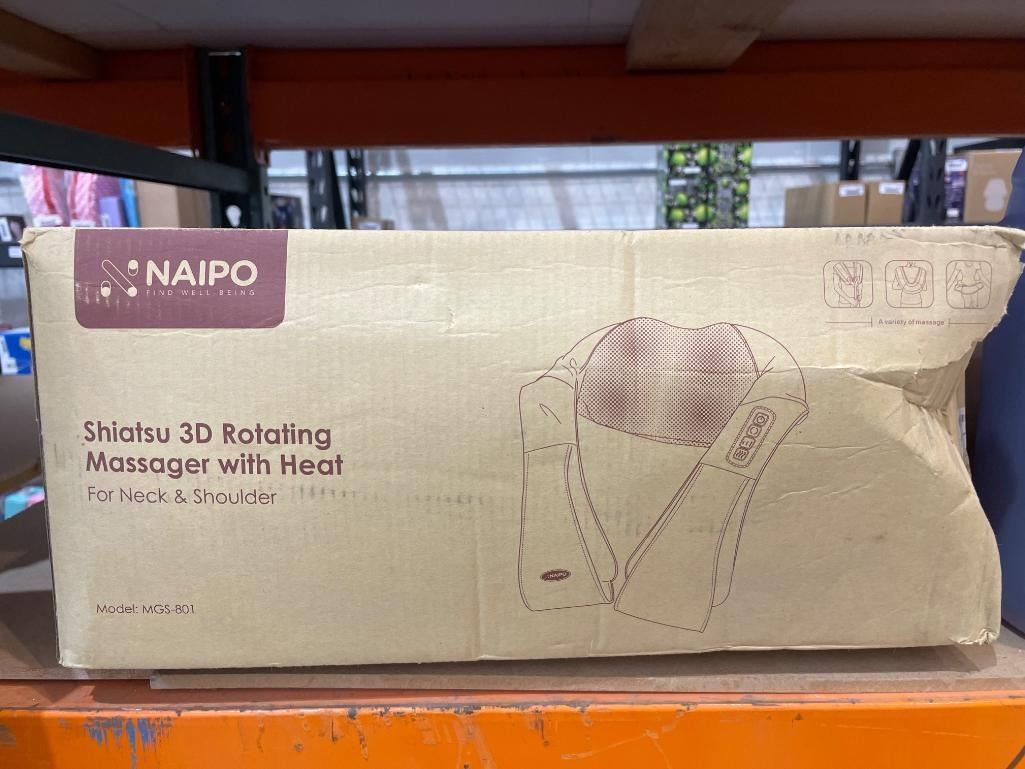 NAIPO
FIND WELL-BEING
A variety of massage
Shiatsu 3D Rotating
Massager with Heat
For Neck & Shoulder
NAIPO
Model: MGS-801